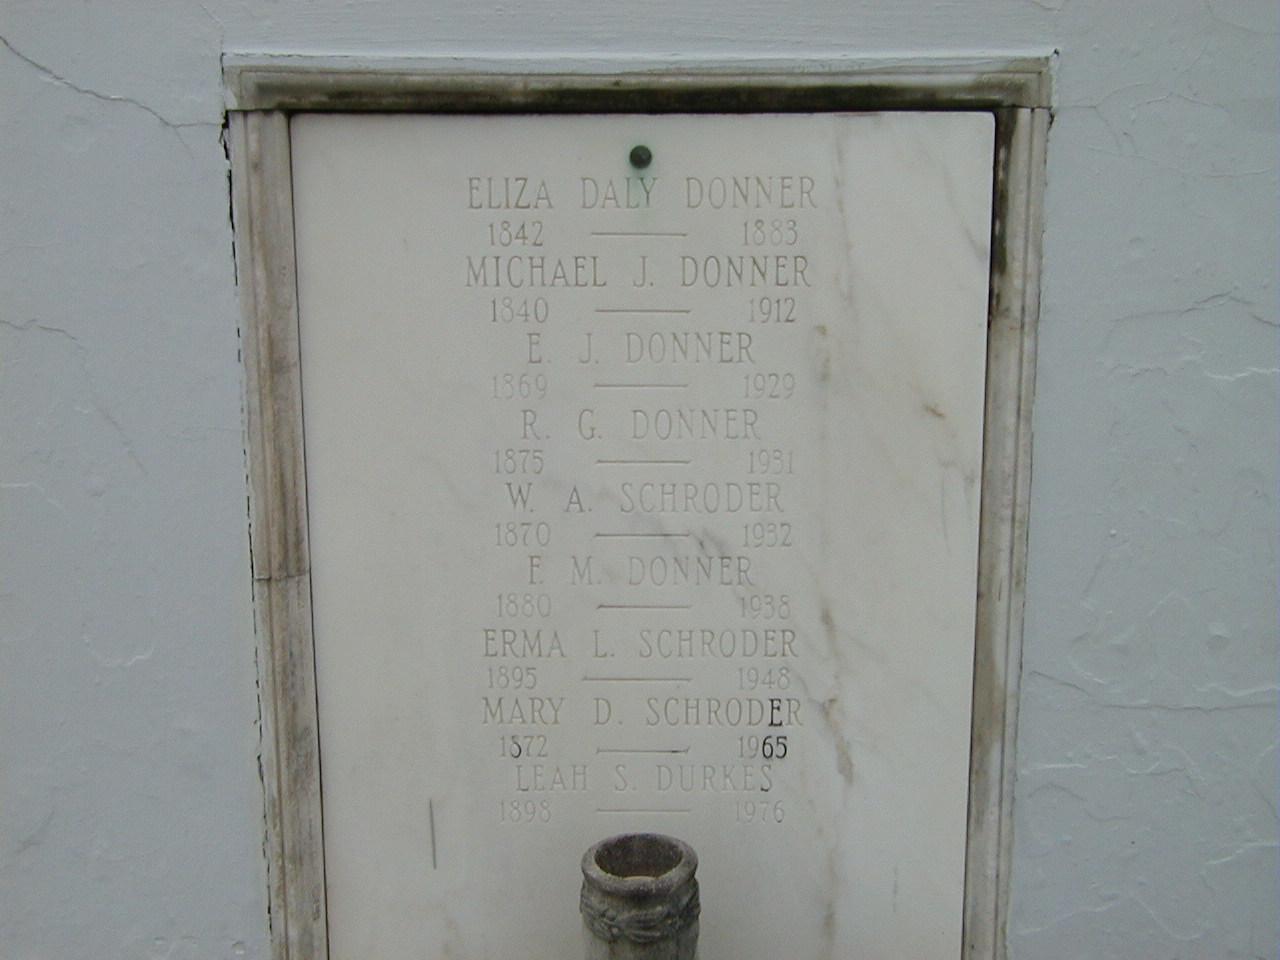 ELIZA DALY DONNER
1842 — 1883
MICHAEL J. DONNER
1840 — 1912
E. J. DONNER
1869 — 1929
R. G. DONNER
1875 — 1931
W. A. SCHRODER
1870 — 1932
F. M. DONNER
1880 — 1938
ERMA L. SCHRODER
1895 — 1948
MARY D. SCHRODER
1872 — 1965
LEAH S. DURKES
1898 — 1976